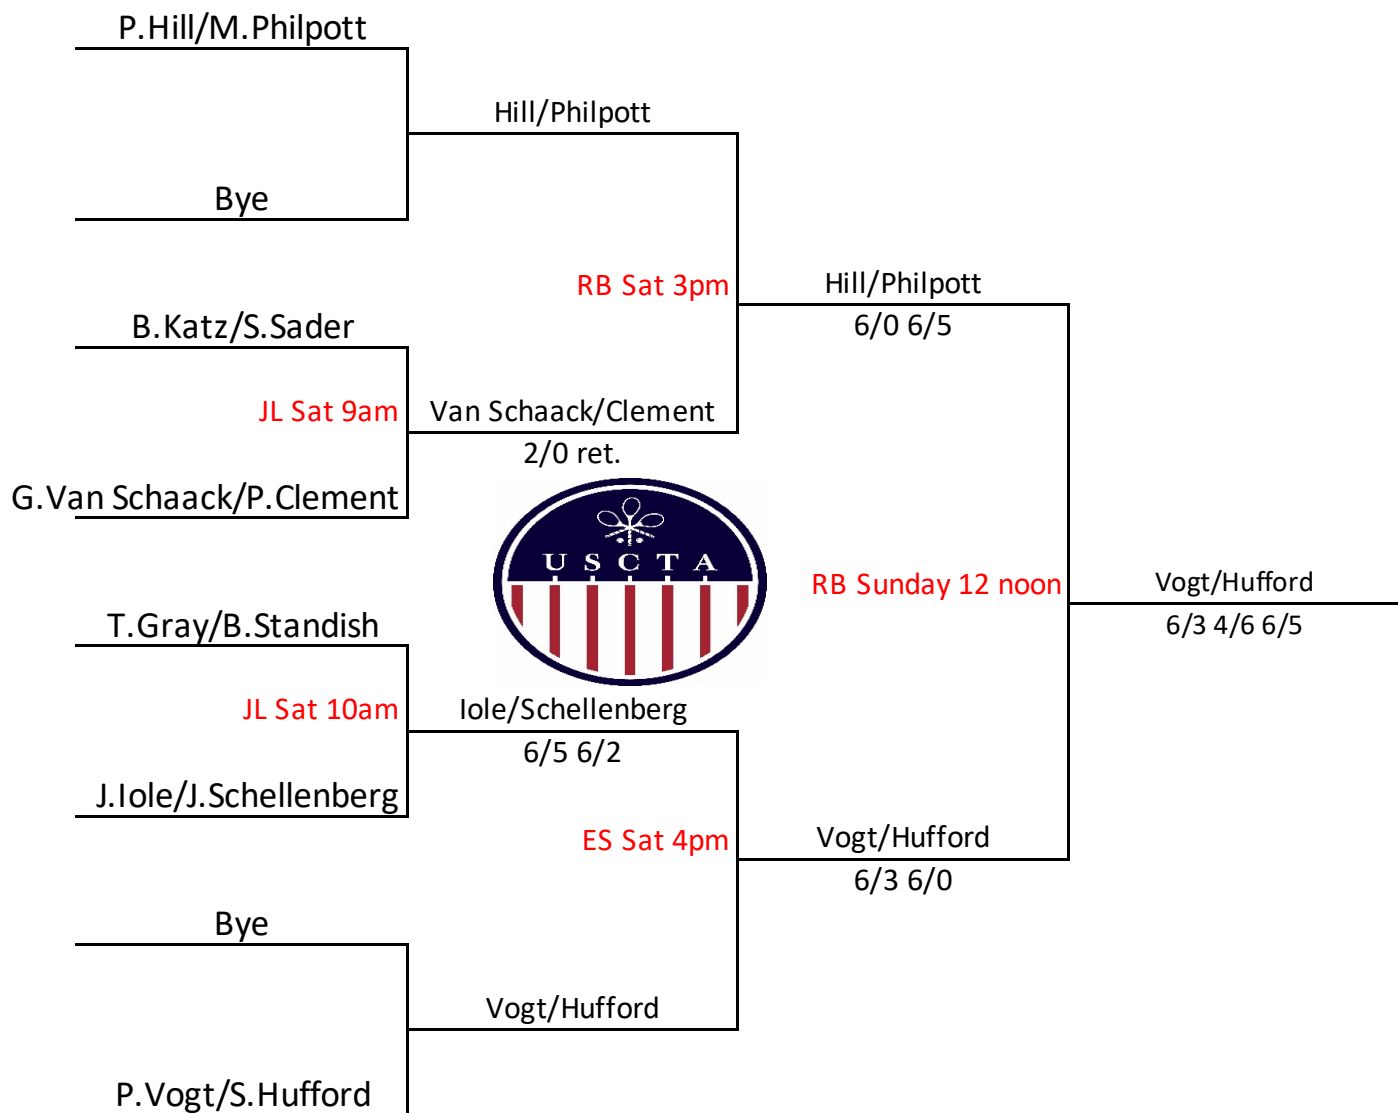 P.Hill/M.Philpott
Hill/Philpott
Bye
RB Sat 3pm
Hill/Philpott
6/0 6/5
B.Katz/S.Sader
JL Sat 9am
Van Schaack/Clement
2/0 ret.
G.Van Schaack/P.Clement
USCTA
RB Sunday 12 noon
Vogt/Hufford
6/3 4/6 6/5
T.Gray/B.Standish
JL Sat 10am
Iole/Schellenberg
6/5 6/2
J.Iole/J.Schellenberg
ES Sat 4pm
Vogt/Hufford
6/3 6/0
Bye
Vogt/Hufford
P.Vogt/S.Hufford